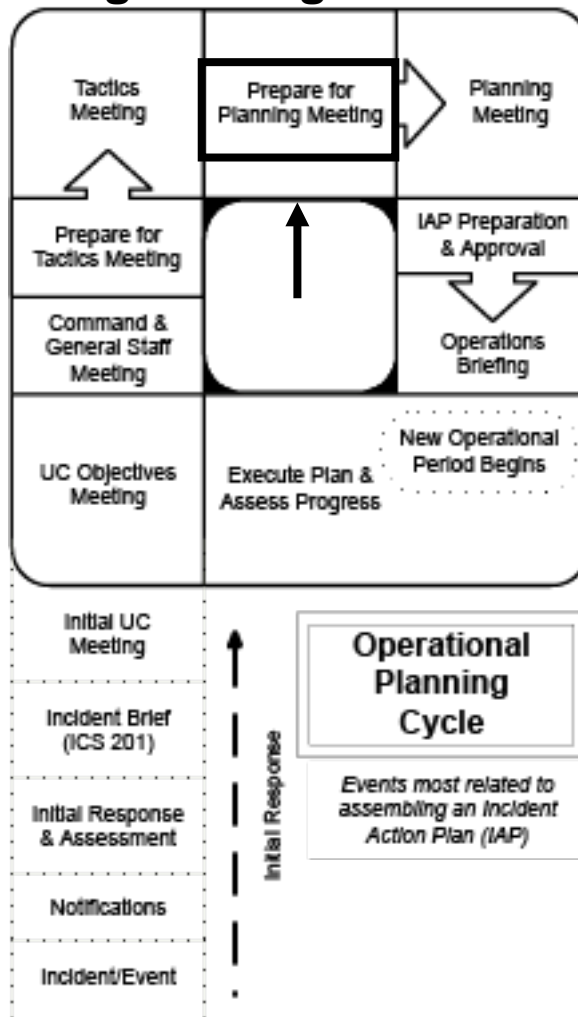 Tactics
Meeting
Prepare for
Planning Meeting
Planning
Meeting
Prepare for
Tactics Meeting
IAP Preparation
& Approval
Command &
General Staff
Meeting
Operations
Briefing
UC Objectives
Meeting
Execute Plan &
Assess Progress
New Operational
Period Begins
Initial UC
Meeting
Incident Brief
(ICS 201)
Initial Response
& Assessment
Notifications
Incident/Event
Initial Response
Operational
Planning
Cycle
Events most related to
assembling an Incident
Action Plan (IAP)